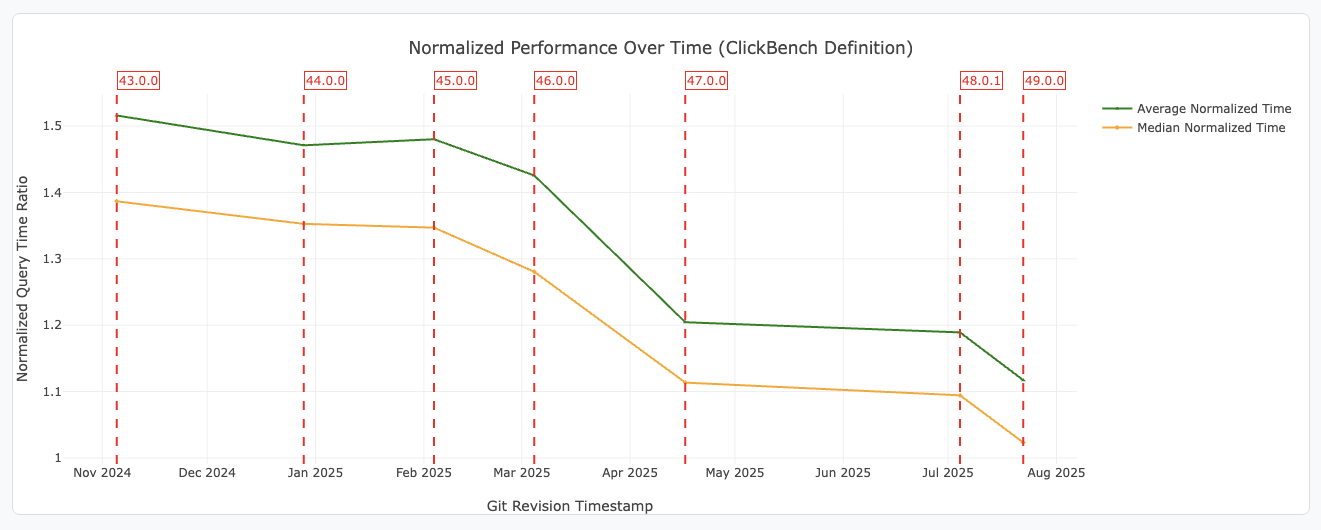 Normalized Performance Over Time (ClickBench Definition)
43.0.0 44.0.0 45.0.0 46.0.0 47.0.0 48.0.1 49.0.0
Average Normalized Time
Median Normalized Time
Normalized Query Time Ratio
1.5
1.4
1.3
1.2
1.1
1
Nov 2024 Dec 2024 Jan 2025 Feb 2025 Mar 2025 Apr 2025 May 2025 Jun 2025 Jul 2025 Aug 2025
Git Revision Timestamp